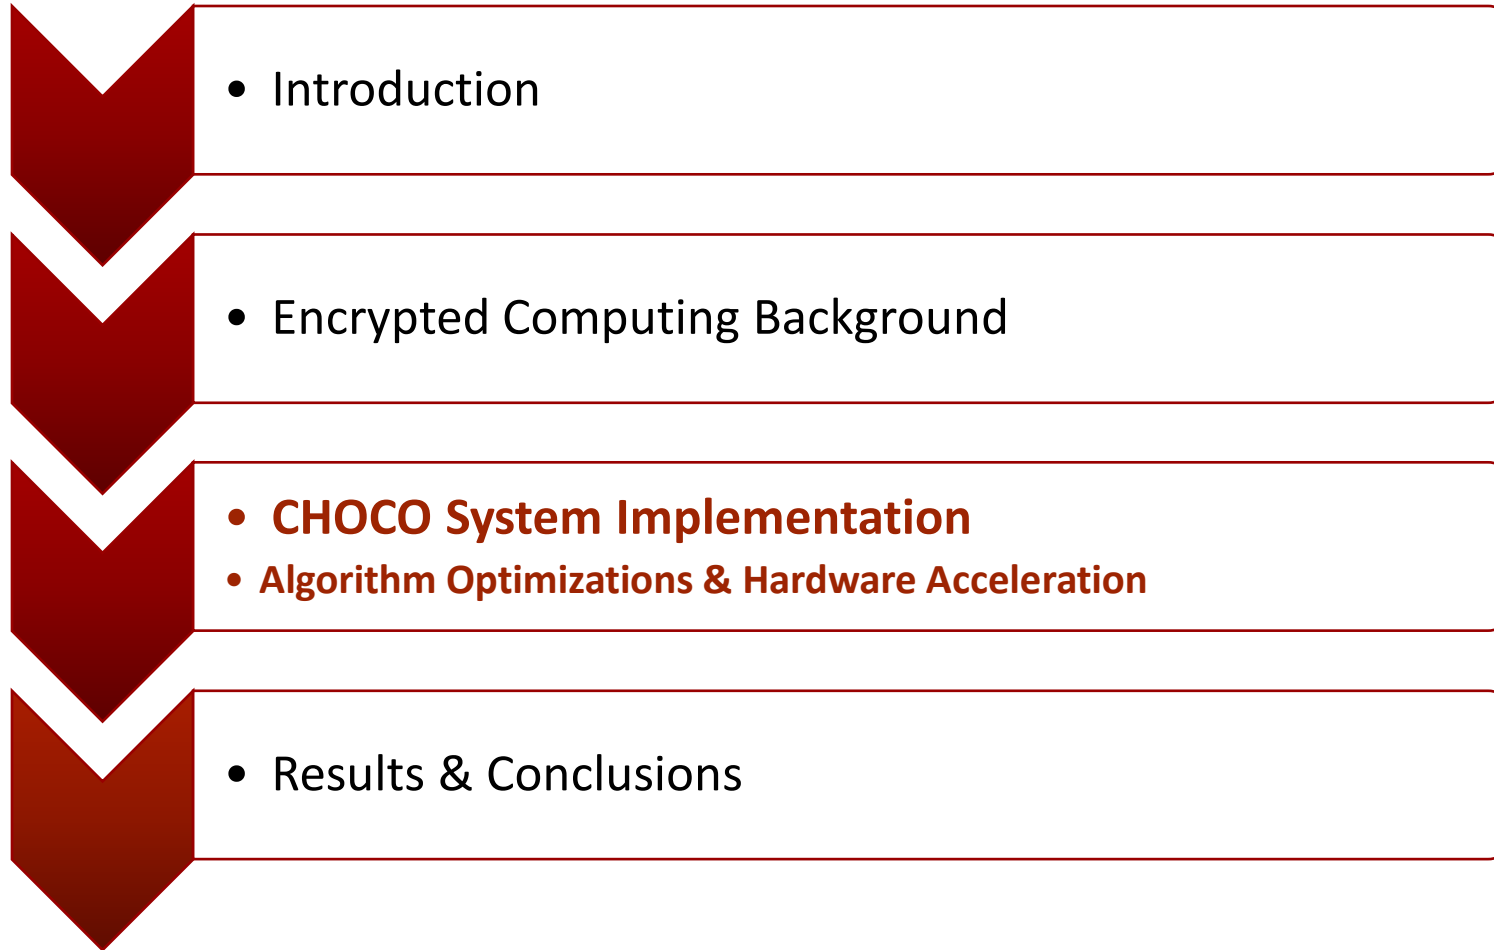 • Introduction
• Encrypted Computing Background
• CHOCO System Implementation
• Algorithm Optimizations & Hardware Acceleration
• Results & Conclusions